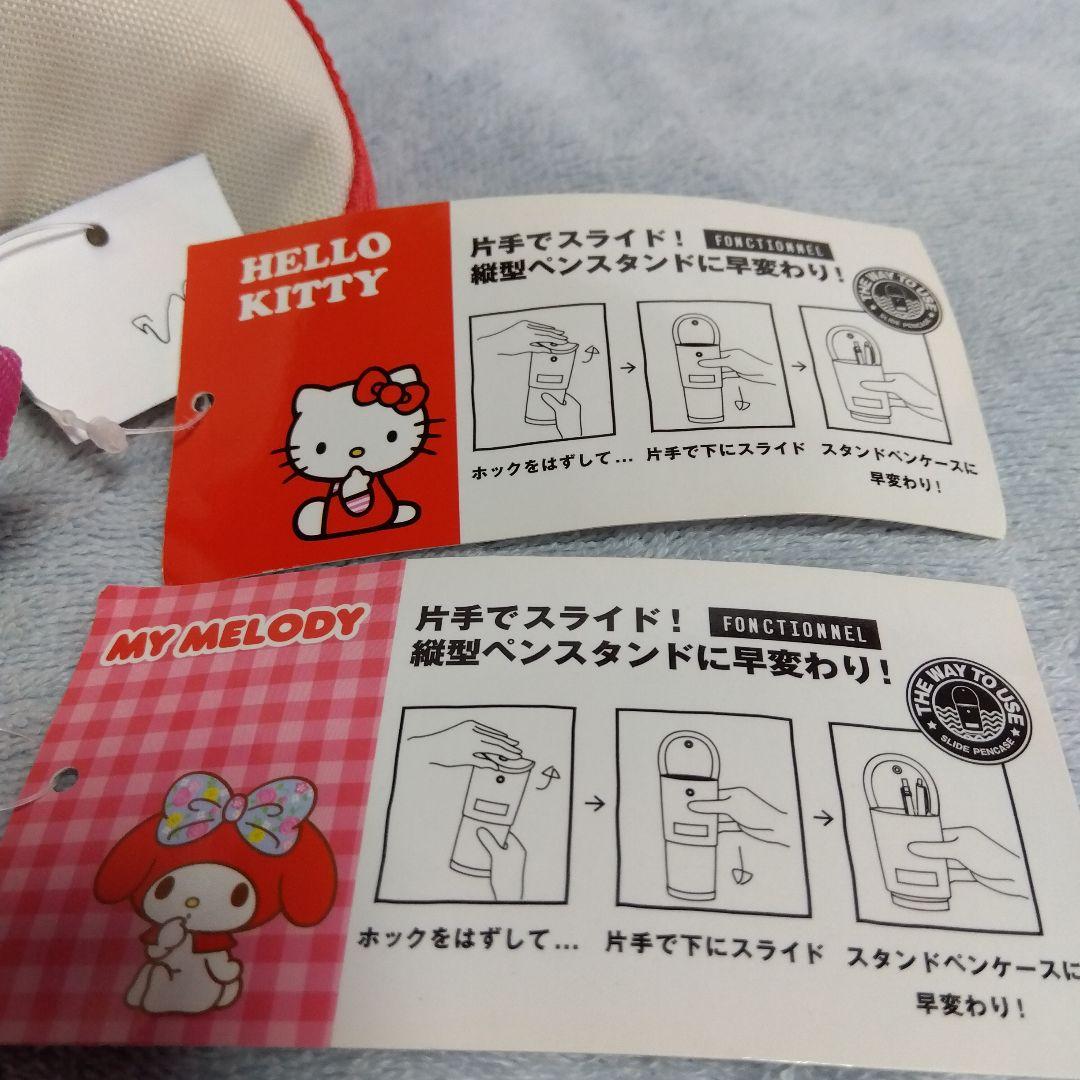 HELLO
KITTY
片手でスライド！ FONCTIONNEL
縦型ペンスタンドに早変わり！
THE WAY TO USE
SLIDE PENCASE
ホックをはずして…
片手で下にスライド
スタンドペンケースに
早変わり！
MY MELODY
片手でスライド！ FONCTIONNEL
縦型ペンスタンドに早変わり！
THE WAY TO USE
SLIDE PENCASE
ホックをはずして…
片手で下にスライド
スタンドペンケースに
早変わり！